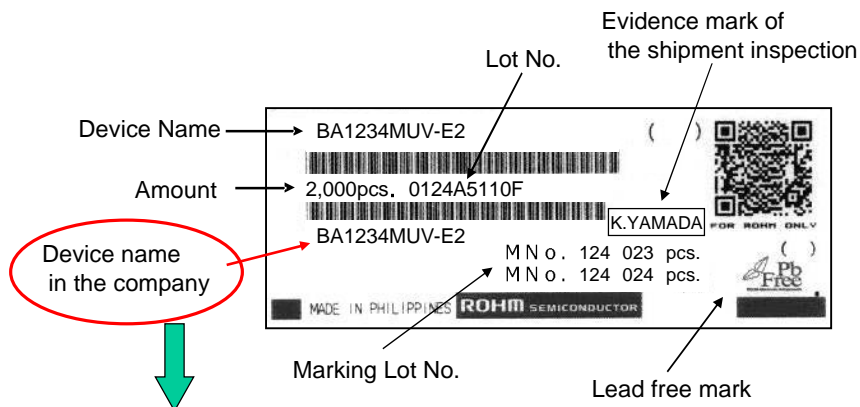 Evidence mark of
the shipment inspection
Lot No.
Device Name
BA1234MUV-E2
( )
Amount
2,000pcs. 0124A5110F
K.YAMADA
FOR ROHM ONLY
Device name
in the company
BA1234MUV-E2
MNo. 124 023 pcs.
MNo. 124 024 pcs.
( )
Pb
Free
MADE IN PHILIPPINES ROHM SEMICONDUCTOR
Marking Lot No.
Lead free mark